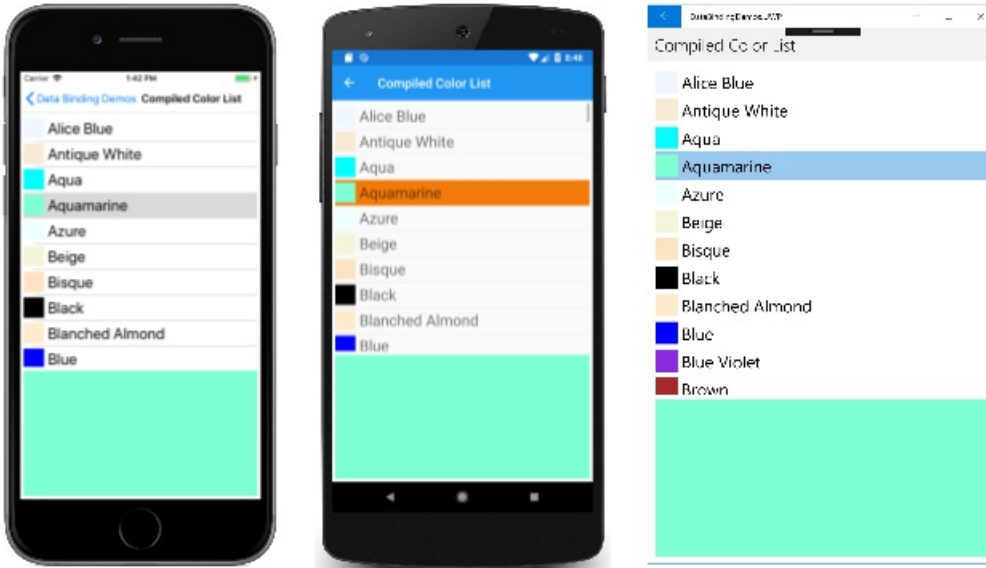 Carrier 1:42 PM
Data Binding Demos Compiled Color List
Alice Blue
Antique White
Aqua
Aquamarine
Azure
Beige
Bisque
Black
Blanched Almond
Blue
8:48
Compiled Color List
Alice Blue
Antique White
Aqua
Aquamarine
Azure
Beige
Bisque
Black
Blanched Almond
Blue
DataBindingDemos.UWP
Compiled Color List
Alice Blue
Antique White
Aqua
Aquamarine
Azure
Beige
Bisque
Black
Blanched Almond
Blue
Blue Violet
Brown